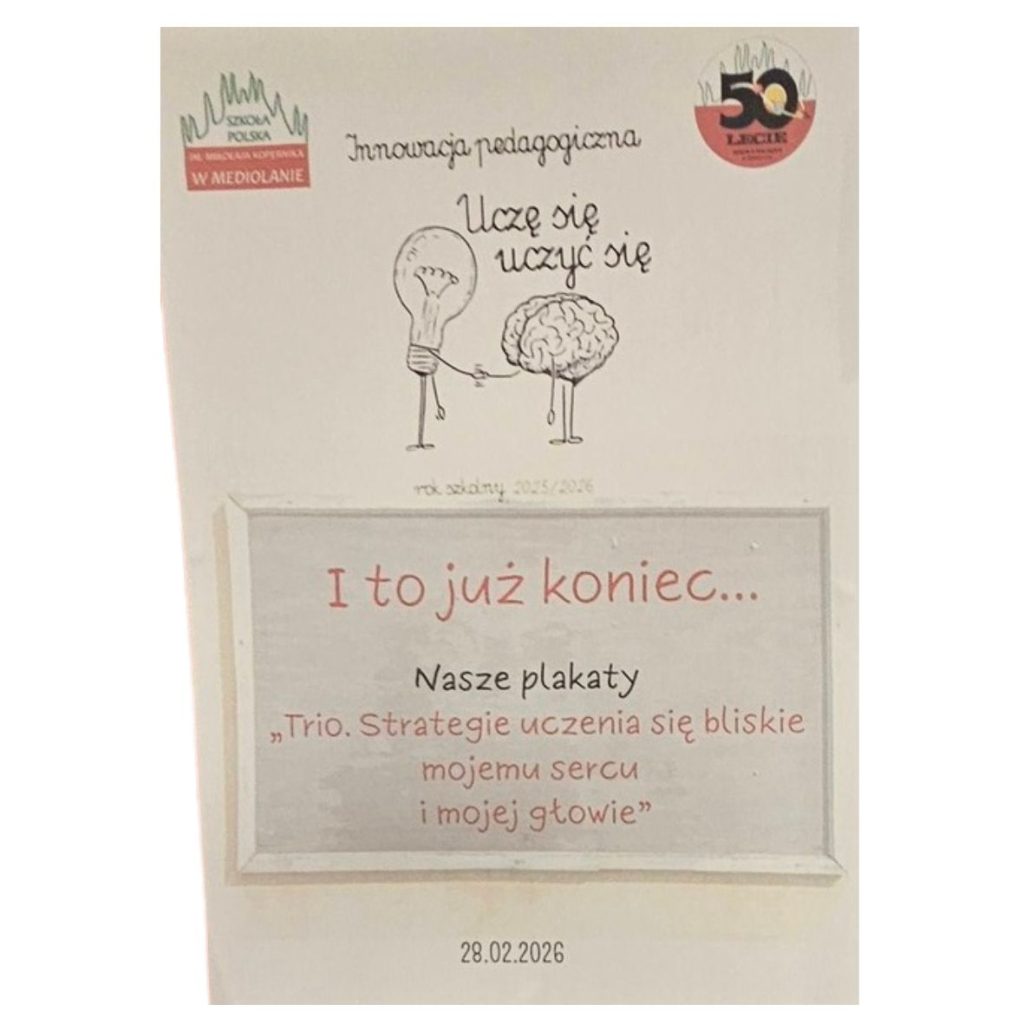 SZKOŁA
POLSKA
IM. MIKOŁAJA KOPERNIKA
W MEDIOLANIE
50
LECIE
Innowacja pedagogiczna
Uczę się
uczyć się
rok szkolny 2025/2026
I to już koniec...
Nasze plakaty
„Trio. Strategie uczenia się bliskie
mojemu sercu
i mojej głowie”
28.02.2026